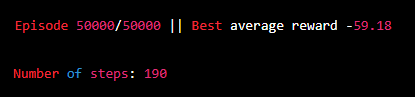 Episode 50000/50000 || Best average reward -59.18
Number of steps: 190